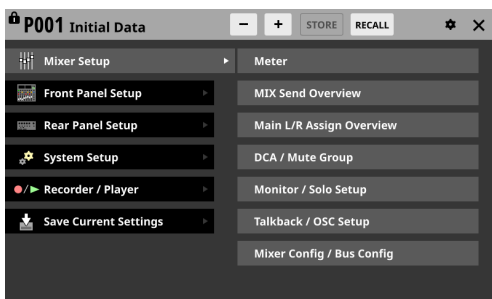 P001 Initial Data
- + STORE RECALL
Mixer Setup
Front Panel Setup
Rear Panel Setup
System Setup
Recorder / Player
Save Current Settings
Meter
MIX Send Overview
Main L/R Assign Overview
DCA / Mute Group
Monitor / Solo Setup
Talkback / OSC Setup
Mixer Config / Bus Config